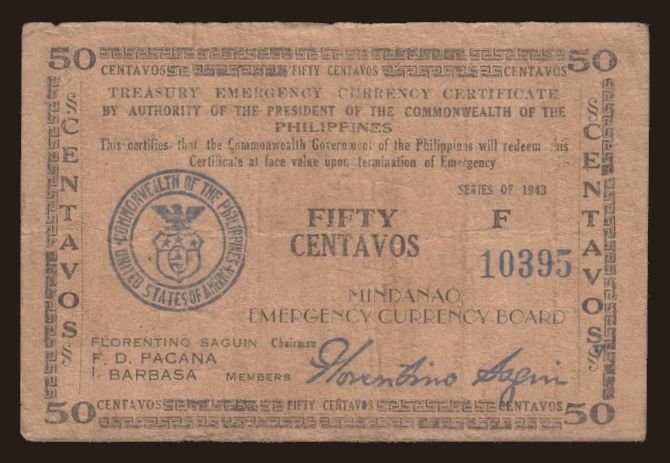 50 50
CENTAVOS FIFTY CENTAVOS CENTAVOS
TREASURY EMERGENCY CURRENCY CERTIFICATE
BY AUTHORITY OF THE PRESIDENT OF THE COMMONWEALTH OF THE
PHILIPPINES
This certifies that the Commonwealth Government of the Philippines will redeem this
Certificate at face value upon termination of Emergency
SERIES OF 1943
§CENTAVOS§
§CENTAVOS§
COMMONWEALTH OF THE PHILIPPINES
UNITED STATES OF AMERICA
FIFTY F
CENTAVOS
10395
MINDANAO
EMERGENCY CURRENCY BOARD
FLORENTINO SAGUIN Chairman
F. D. PACANA
I. BARBASA MEMBERS
Florentino Saguin
50 50
CENTAVOS FIFTY CENTAVOS CENTAVOS